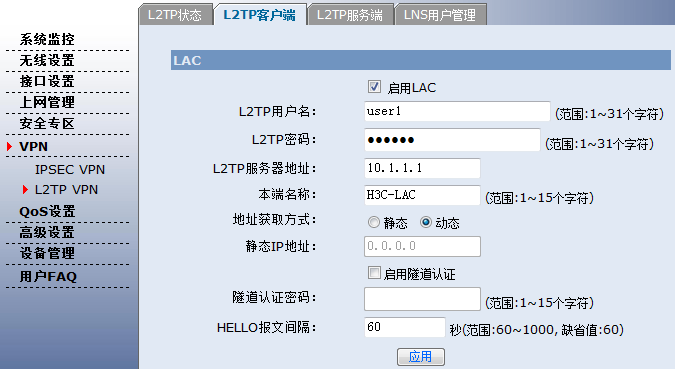 L2TP状态 L2TP客户端 L2TP服务端 LNS用户管理
系统监控
无线设置
接口设置
上网管理
安全专区
VPN
IPSEC VPN
L2TP VPN
QoS设置
高级设置
设备管理
用户FAQ
LAC
启用LAC
L2TP用户名： user1 (范围:1~31个字符)
L2TP密码： ●●●●●● (范围:1~31个字符)
L2TP服务器地址： 10.1.1.1
本端名称： H3C-LAC (范围:1~15个字符)
地址获取方式： 静态 动态
静态IP地址： 0.0.0.0
启用隧道认证
隧道认证密码： (范围:1~15个字符)
HELLO报文间隔： 60 秒(范围:60~1000, 缺省值:60)
应用